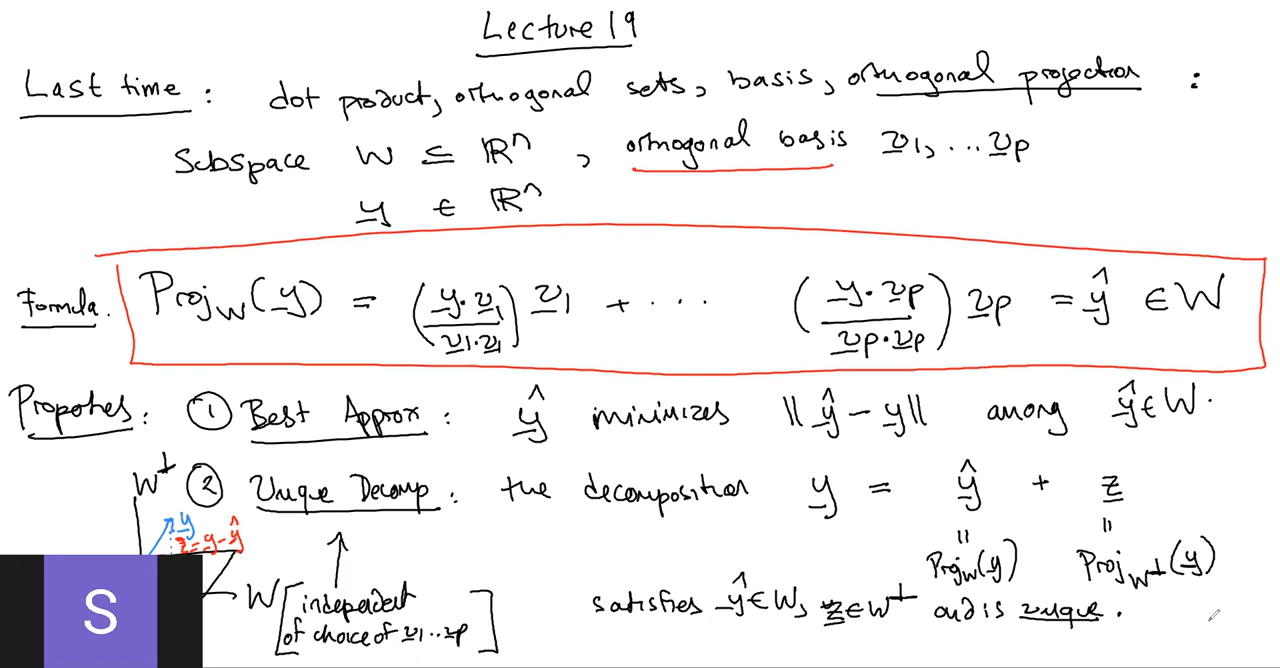 Lecture 19
Last time : dot product, orthogonal sets, basis, orthogonal projection :
Subspace W ⊆ ℝⁿ , orthogonal basis v1, ... vp
y ∈ ℝⁿ
Formula. Proj_W(y) = (y·v1 / v1·v1) v1 + ··· (y·vp / vp·vp) vp = ŷ ∈ W
Properties : ① Best Approx : ŷ minimizes ‖ŷ − y‖ among ŷ ∈ W.
W⊥ ② Unique Decomp : the decomposition y = ŷ + z
y
z = y - ŷ
W
[independent of choice of v1 .. vp]
= Proj_W(y) = Proj_W⊥(y)
satisfies ŷ ∈ W, z ∈ W⊥ and is unique .
S